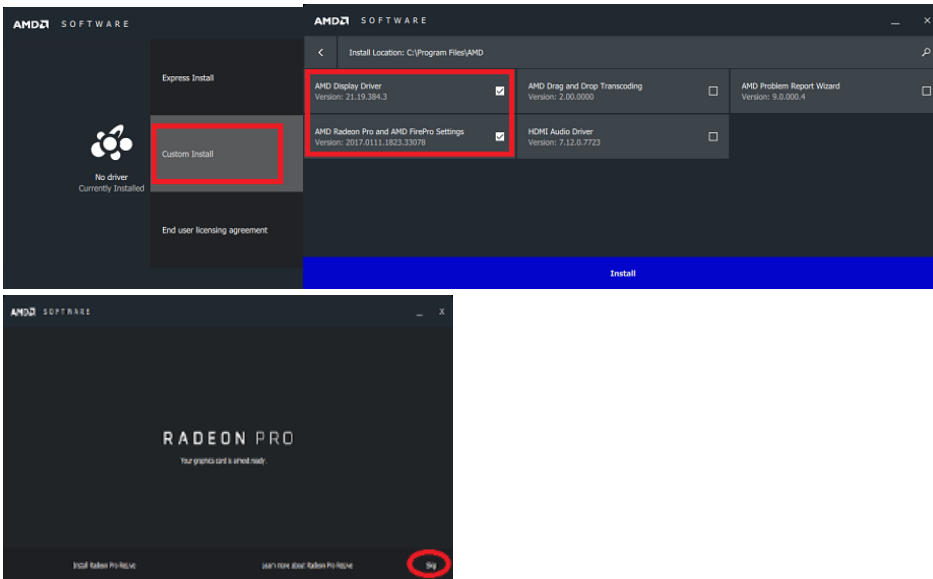 AMD SOFTWARE
Express Install
Custom Install
No driver
Currently Installed
End user licensing agreement
AMD SOFTWARE
Install Location: C:\Program Files\AMD
AMD Display Driver
Version: 21.19.384.3
AMD Drag and Drop Transcoding
Version: 2.00.0000
AMD Problem Report Wizard
Version: 9.0.000.4
AMD Radeon Pro and AMD FirePro Settings
Version: 2017.0111.1823.33078
HDMI Audio Driver
Version: 7.12.0.7723
Install
AMD SOFTWARE
RADEON PRO
Your graphics card is almost ready.
Install Radeon Pro ReLive
Learn more about Radeon Pro ReLive
Skip